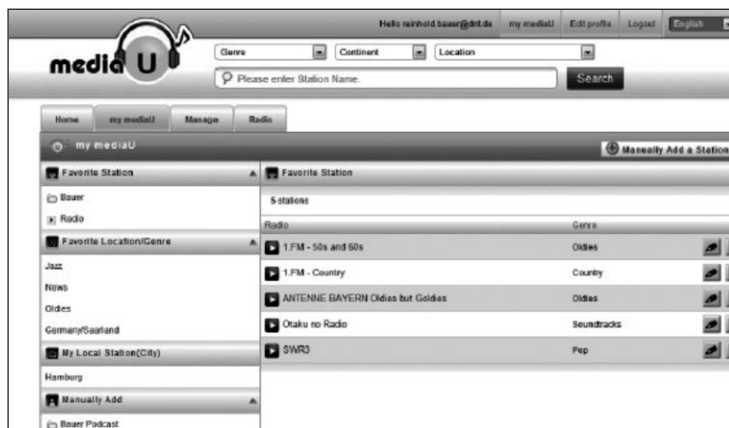 Hello reinhold.bauer@dnt.de my mediaU Edit profile Logout English
media U
Genre Continent Location
Please enter Station Name. Search
Home my mediaU Manage Radio
my mediaU Manually Add a Station
Favorite Station Favorite Station
Bauer 5 stations
Radio Radio Genre
Favorite Location/Genre 1.FM - 50s and 60s Oldies
Jazz 1.FM - Country Country
News ANTENNE BAYERN Oldies but Goldies Oldies
Oldies Otaku no Radio Soundtracks
Germany/Saarland
My Local Station(City) SWR3 Pop
Hamburg
Manually Add
Bauer Podcast